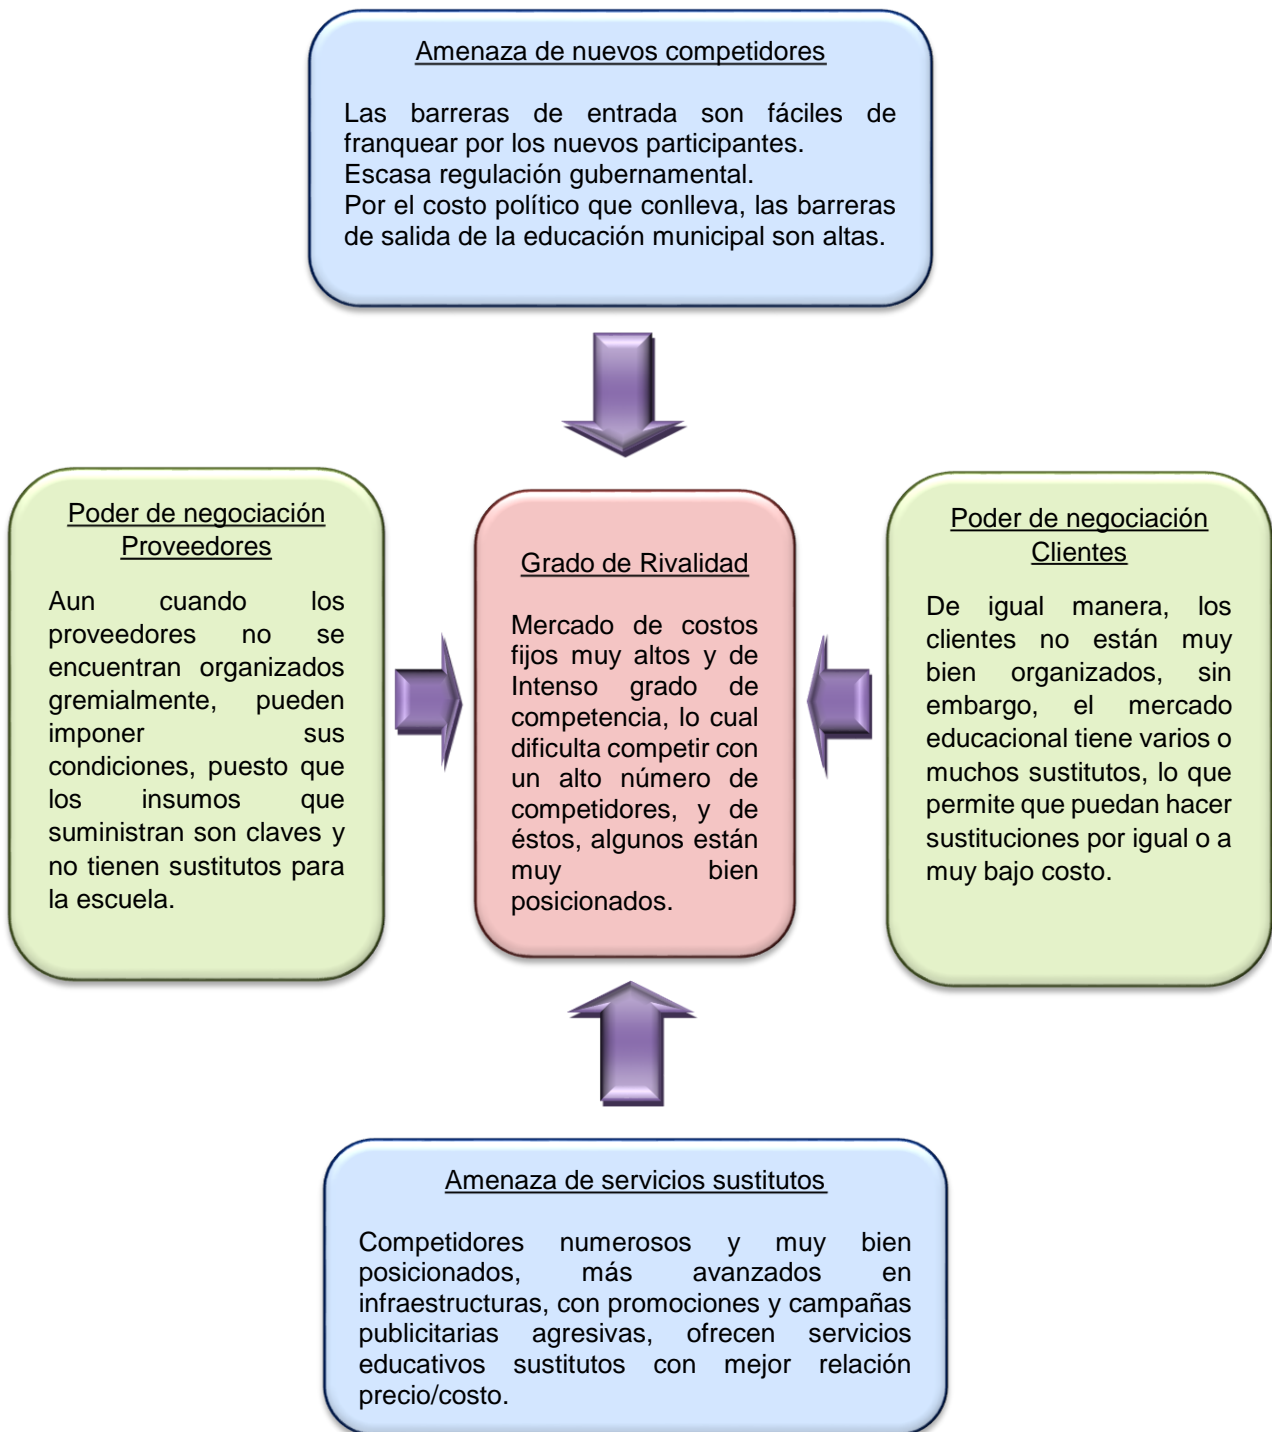 Amenaza de nuevos competidores
Las barreras de entrada son fáciles de
franquear por los nuevos participantes.
Escasa regulación gubernamental.
Por el costo político que conlleva, las barreras
de salida de la educación municipal son altas.
Poder de negociación
Proveedores
Aun cuando los
proveedores no se
encuentran organizados
gremialmente, pueden
imponer sus
condiciones, puesto que
los insumos que
suministran son claves y
no tienen sustitutos para
la escuela.
Grado de Rivalidad
Mercado de costos
fijos muy altos y de
Intenso grado de
competencia, lo cual
dificulta competir con
un alto número de
competidores, y de
éstos, algunos están
muy bien
posicionados.
Poder de negociación
Clientes
De igual manera, los
clientes no están muy
bien organizados, sin
embargo, el mercado
educacional tiene varios o
muchos sustitutos, lo que
permite que puedan hacer
sustituciones por igual o a
muy bajo costo.
Amenaza de servicios sustitutos
Competidores numerosos y muy bien
posicionados, más avanzados en
infraestructuras, con promociones y campañas
publicitarias agresivas, ofrecen servicios
educativos sustitutos con mejor relación
precio/costo.